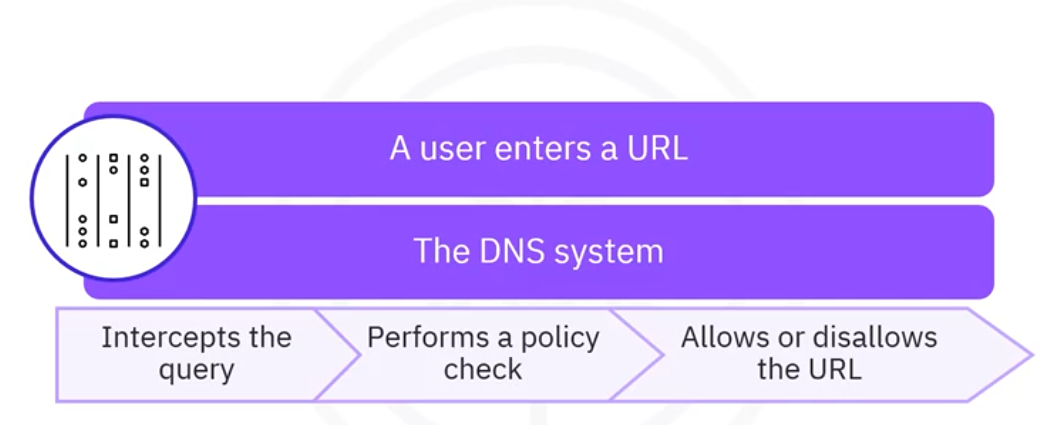 A user enters a URL
The DNS system
Intercepts the
query
Performs a policy
check
Allows or disallows
the URL